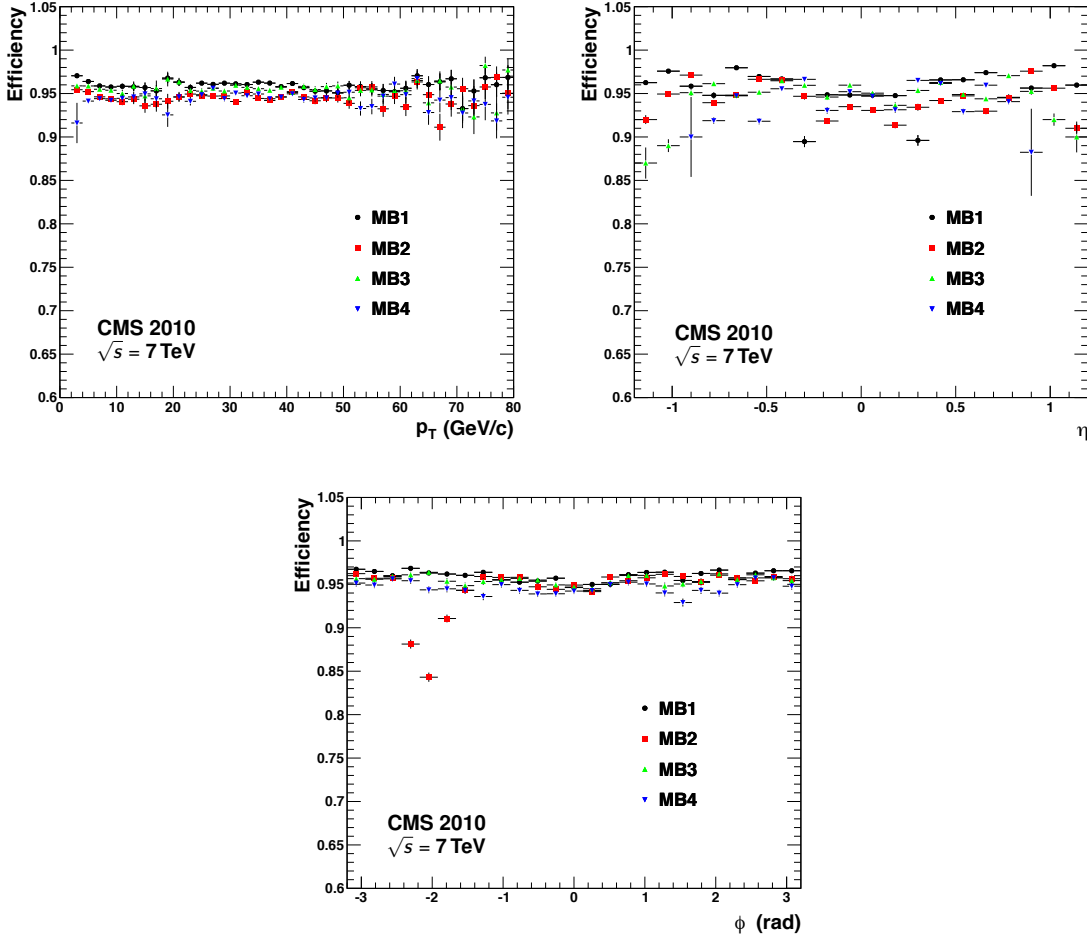 Efficiency
1.05
1
0.95
0.9
0.85
0.8
0.75
0.7
0.65
0.6
MB1
MB2
MB3
MB4
CMS 2010
√s = 7 TeV
0 10 20 30 40 50 60 70 80
p_T (GeV/c)
Efficiency
1.05
1
0.95
0.9
0.85
0.8
0.75
0.7
0.65
0.6
MB1
MB2
MB3
MB4
CMS 2010
√s = 7 TeV
-1 -0.5 0 0.5 1
η
Efficiency
1.05
1
0.95
0.9
0.85
0.8
0.75
0.7
0.65
0.6
MB1
MB2
MB3
MB4
CMS 2010
√s = 7 TeV
-3 -2 -1 0 1 2 3
ϕ (rad)